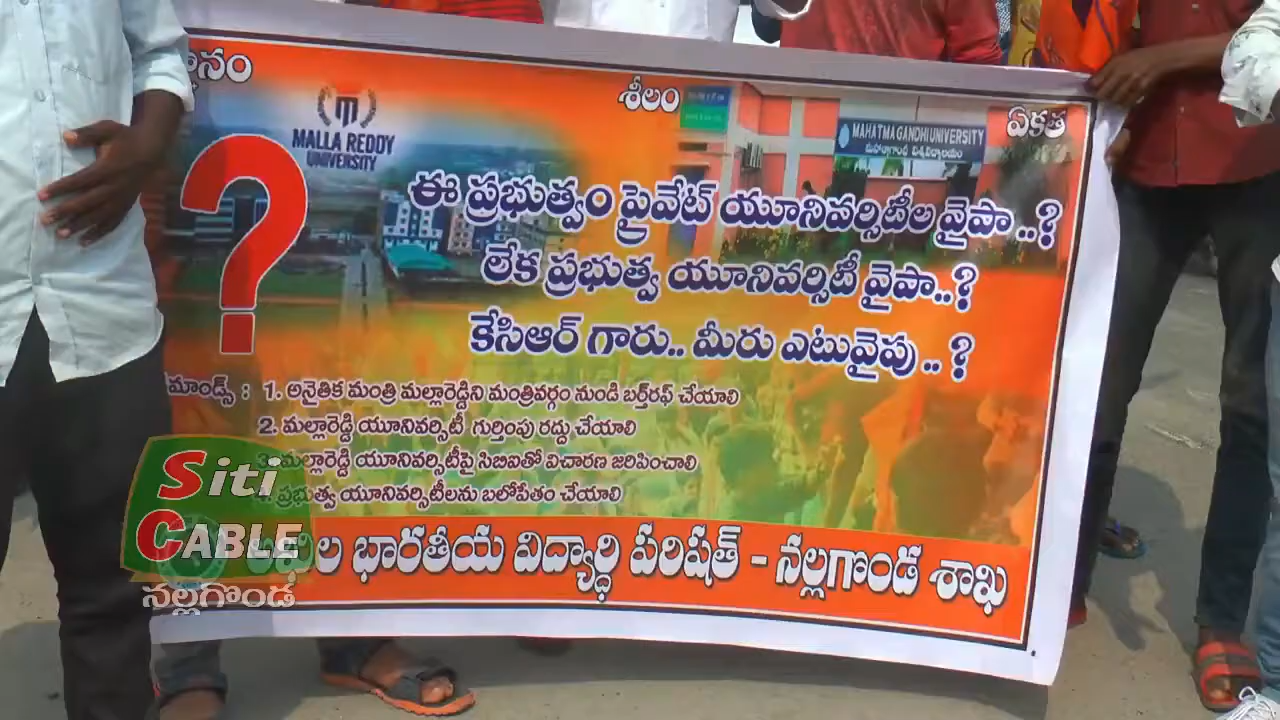 శీలం
ఏకత
MALLA REDDY
UNIVERSITY
MAHATMA GANDHI UNIVERSITY
ఈ ప్రభుత్వం ప్రైవేట్ యూనివర్సిటీల వైపా ..?
లేక ప్రభుత్వ యూనివర్సిటీ వైపా..?
కేసిఆర్ గారు.. మీరు ఎటువైపు .. ?
మాండ్స్ : 1. అనైతిక మంత్రి మల్లారెడ్డిని మంత్రివర్గం నుండి బర్తరఫ్ చేయాలి
2. మల్లారెడ్డి యూనివర్సిటీ గుర్తింపు రద్దు చేయాలి
3. మల్లారెడ్డి యూనివర్సిటీపై సిబిఐతో విచారణ జరిపించాలి
4. ప్రభుత్వ యూనివర్సిటీలను బలోపేతం చేయాలి
భారతీయ విద్యార్థి పరిషత్ - నల్లగొండ శాఖ
Siti
CABLE
నల్లగొండ